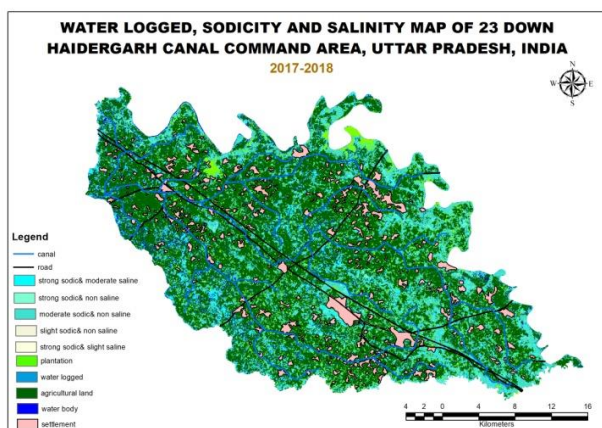 WATER LOGGED, SODICITY AND SALINITY MAP OF 23 DOWN
HAIDERGARH CANAL COMMAND AREA, UTTAR PRADESH, INDIA
2017-2018
N
W E
S
Legend
canal
road
strong sodic& moderate saline
strong sodic& non saline
moderate sodic& non saline
slight sodic& non saline
strong sodic& slight saline
plantation
water logged
agricultural land
water body
settlement
4 2 0 4 8 12 16
Kilometers